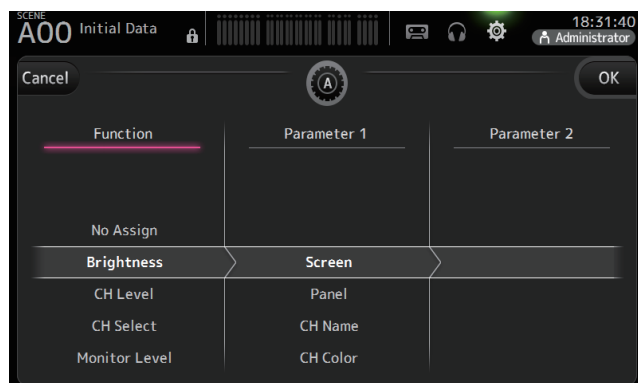 SCENE
A00 Initial Data
18:31:40
Administrator
Cancel
A
OK
Function
Parameter 1
Parameter 2
No Assign
Brightness
Screen
CH Level
Panel
CH Select
CH Name
Monitor Level
CH Color